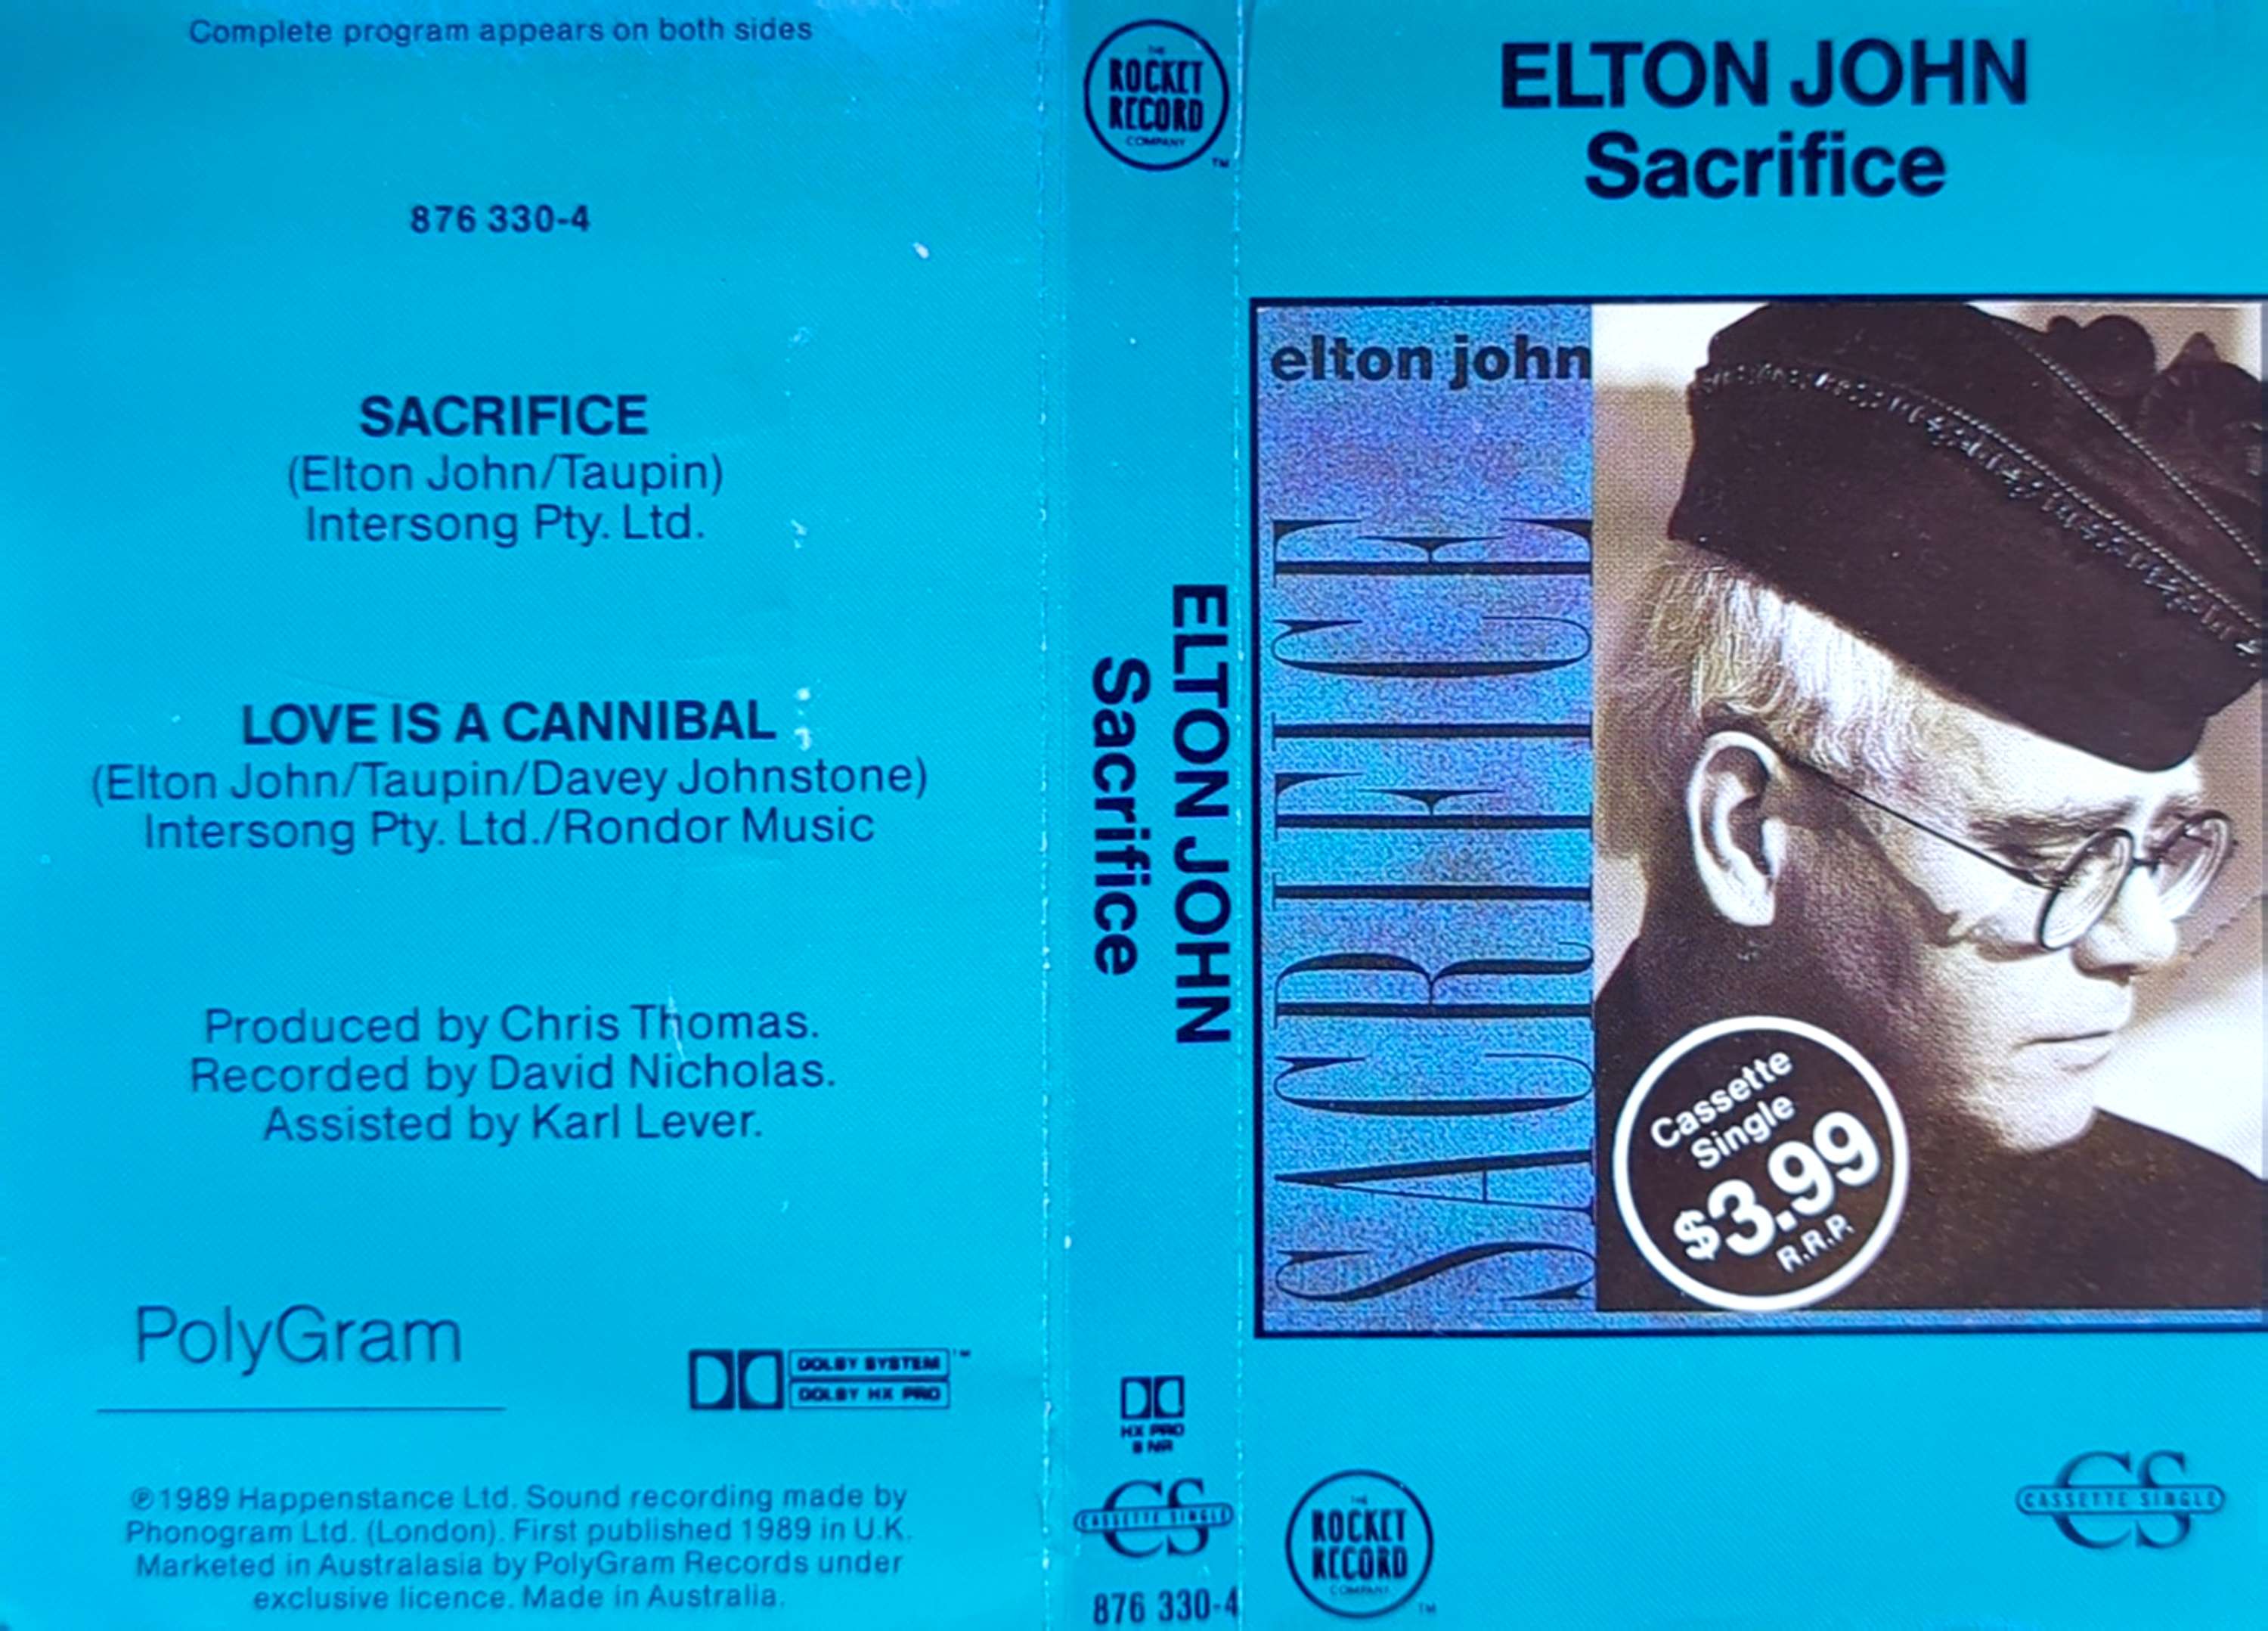 Complete program appears on both sides
876 330-4
SACRIFICE
(Elton John/Taupin)
Intersong Pty. Ltd.
LOVE IS A CANNIBAL
(Elton John/Taupin/Davey Johnstone)
Intersong Pty. Ltd./Rondor Music
Produced by Chris Thomas.
Recorded by David Nicholas.
Assisted by Karl Lever.
PolyGram
DOLBY SYSTEM ™
DOLBY HX PRO
℗1989 Happenstance Ltd. Sound recording made by
Phonogram Ltd. (London). First published 1989 in U.K.
Marketed in Australasia by PolyGram Records under
exclusive licence. Made in Australia.
THE
ROCKET
RECORD
COMPANY
TM
ELTON JOHN
Sacrifice
HX PRO
B NR
CS
CASSETTE SINGLE
876 330-4
ELTON JOHN
Sacrifice
elton john
SACRIFICE
Cassette
Single
$3.99
R.R.P.
THE
ROCKET
RECORD
COMPANY
TM
CS
CASSETTE SINGLE